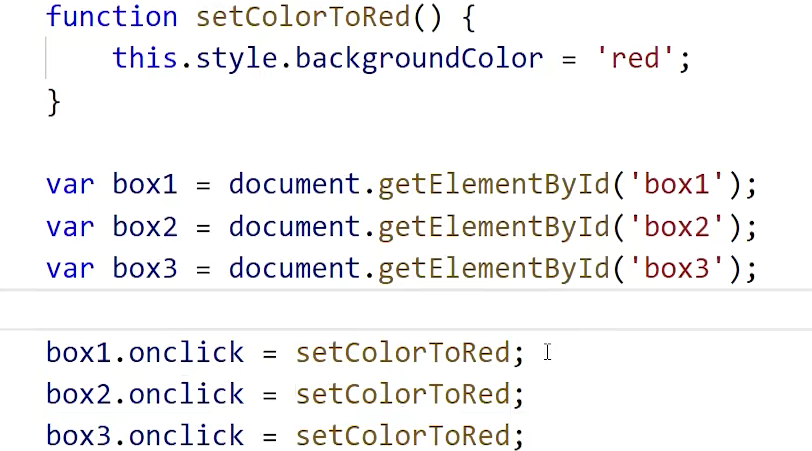 function setColorToRed() {
    this.style.backgroundColor = 'red';
}
var box1 = document.getElementById('box1');
var box2 = document.getElementById('box2');
var box3 = document.getElementById('box3');
box1.onclick = setColorToRed;
box2.onclick = setColorToRed;
box3.onclick = setColorToRed;